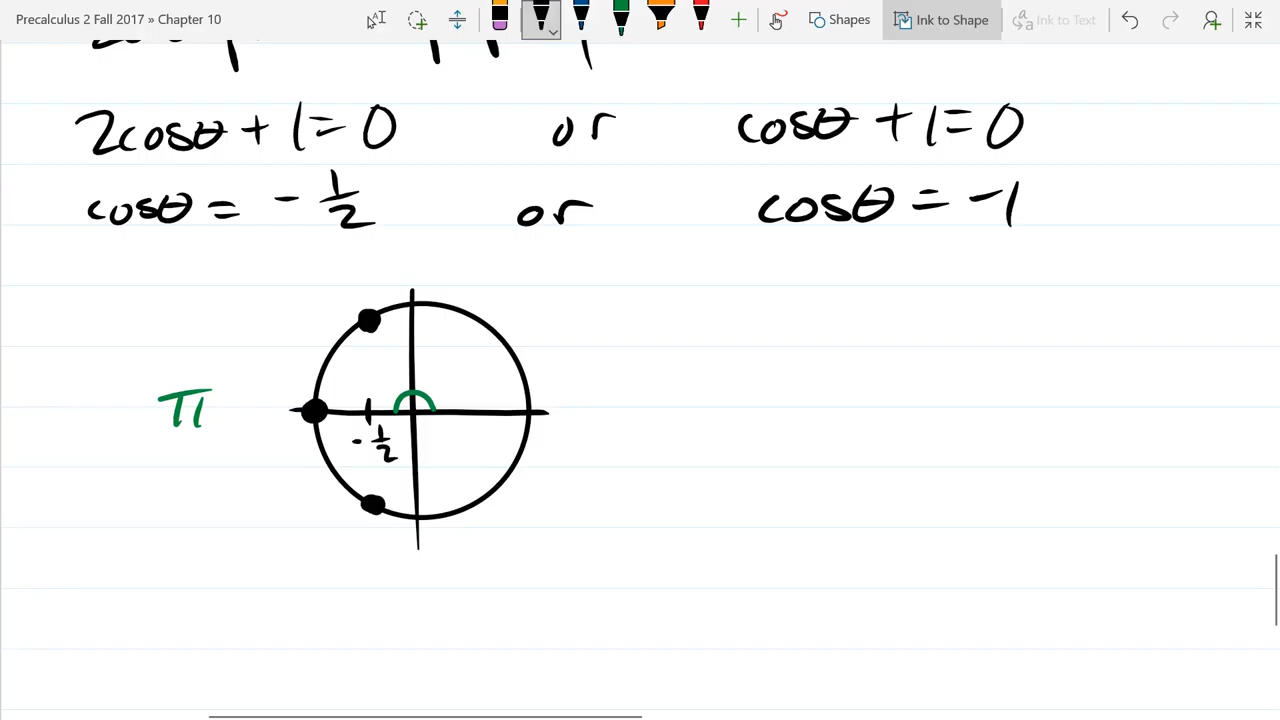 Precalculus 2 Fall 2017 » Chapter 10
Shapes
Ink to Shape
Ink to Text
2cosθ + 1 = 0 or cosθ + 1 = 0
cosθ = - 1/2 or cosθ = -1
π
- 1/2